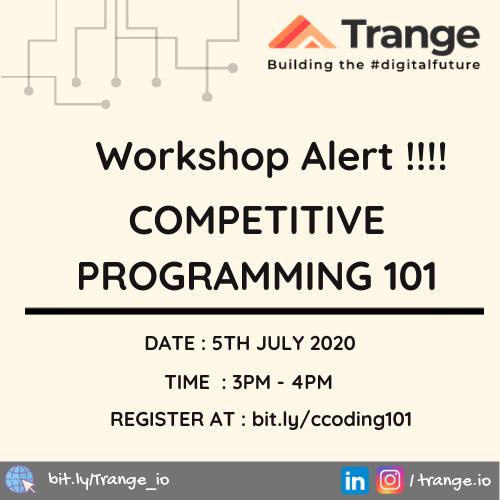 Trange
Building the #digitalfuture
Workshop Alert !!!!
COMPETITIVE
PROGRAMMING 101
DATE : 5TH JULY 2020
TIME : 3PM - 4PM
REGISTER AT : bit.ly/ccoding101
bit.ly/Trange_io
in / trange.io